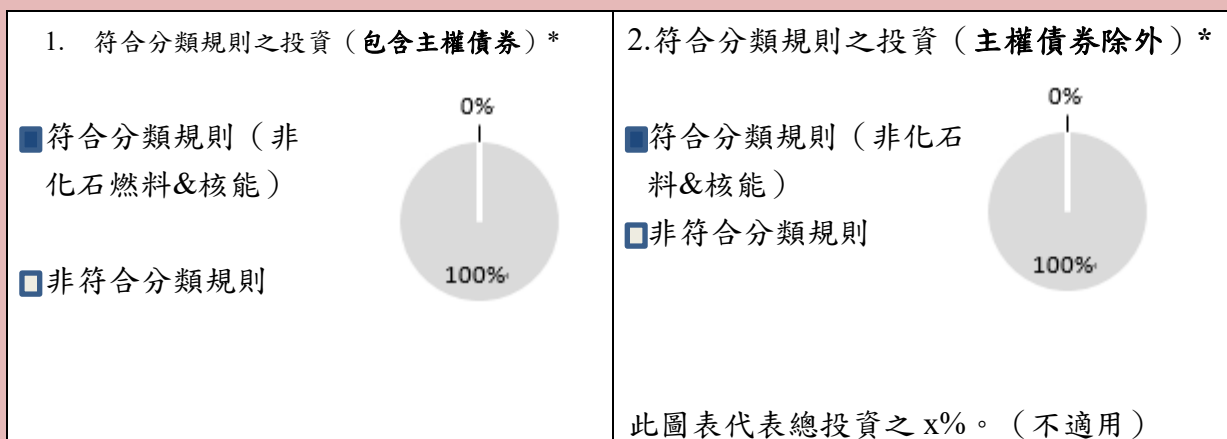 1. 符合分類規則之投資（包含主權債券）*
符合分類規則（非
化石燃料&核能）
非符合分類規則
0%
100%
2.符合分類規則之投資（主權債券除外）*
符合分類規則（非化石
料&核能）
非符合分類規則
0%
100%
此圖表代表總投資之 x%。（不適用）